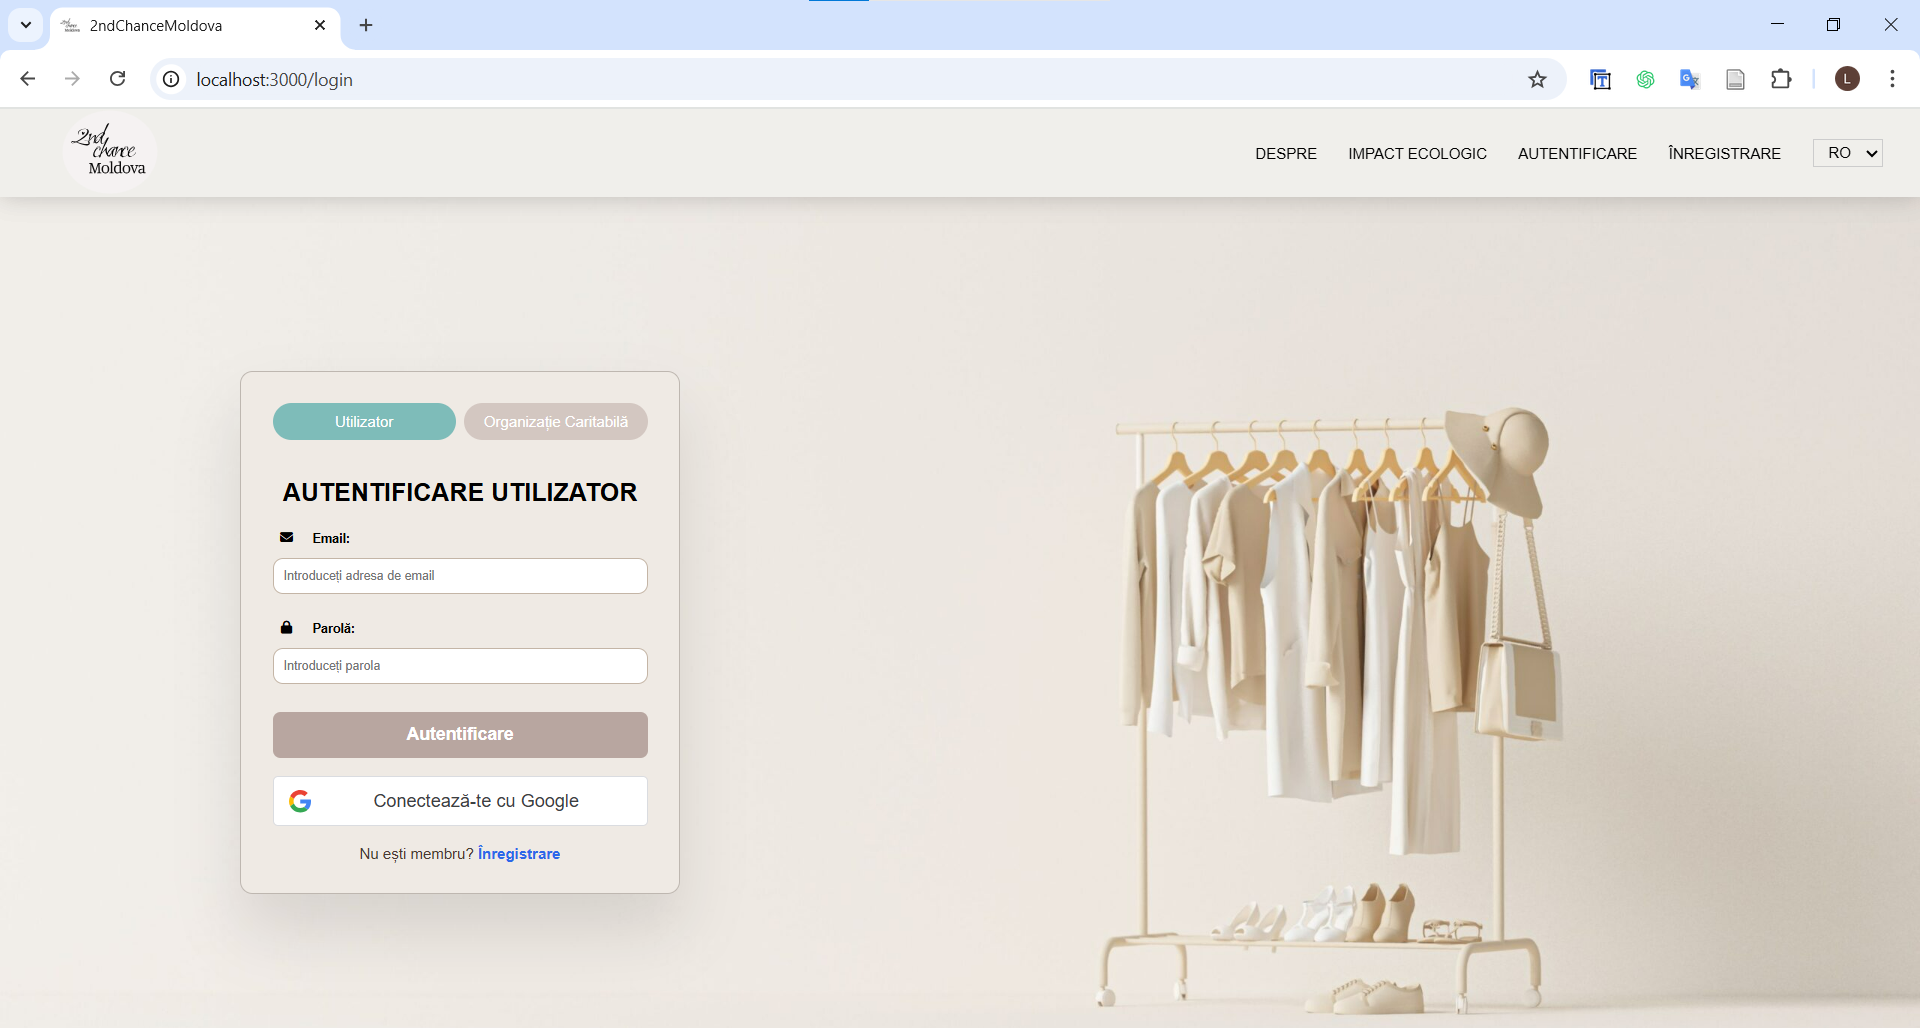 2ndChanceMoldova
localhost:3000/login
L
2nd
chance
Moldova
DESPRE
IMPACT ECOLOGIC
AUTENTIFICARE
ÎNREGISTRARE
RO
Utilizator
Organizație Caritabilă
AUTENTIFICARE UTILIZATOR
Email:
Introduceți adresa de email
Parolă:
Introduceți parola
Autentificare
Conectează-te cu Google
Nu ești membru? Înregistrare